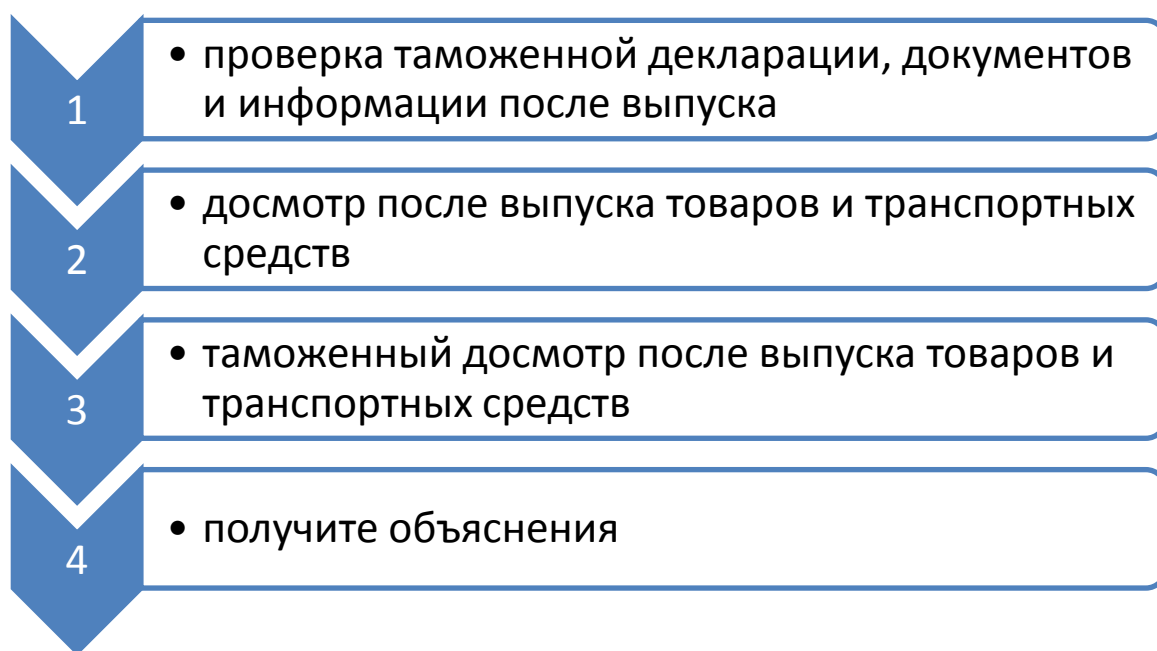 1
• проверка таможенной декларации, документов
и информации после выпуска
2
• досмотр после выпуска товаров и транспортных
средств
3
• таможенный досмотр после выпуска товаров и
транспортных средств
4
• получите объяснения